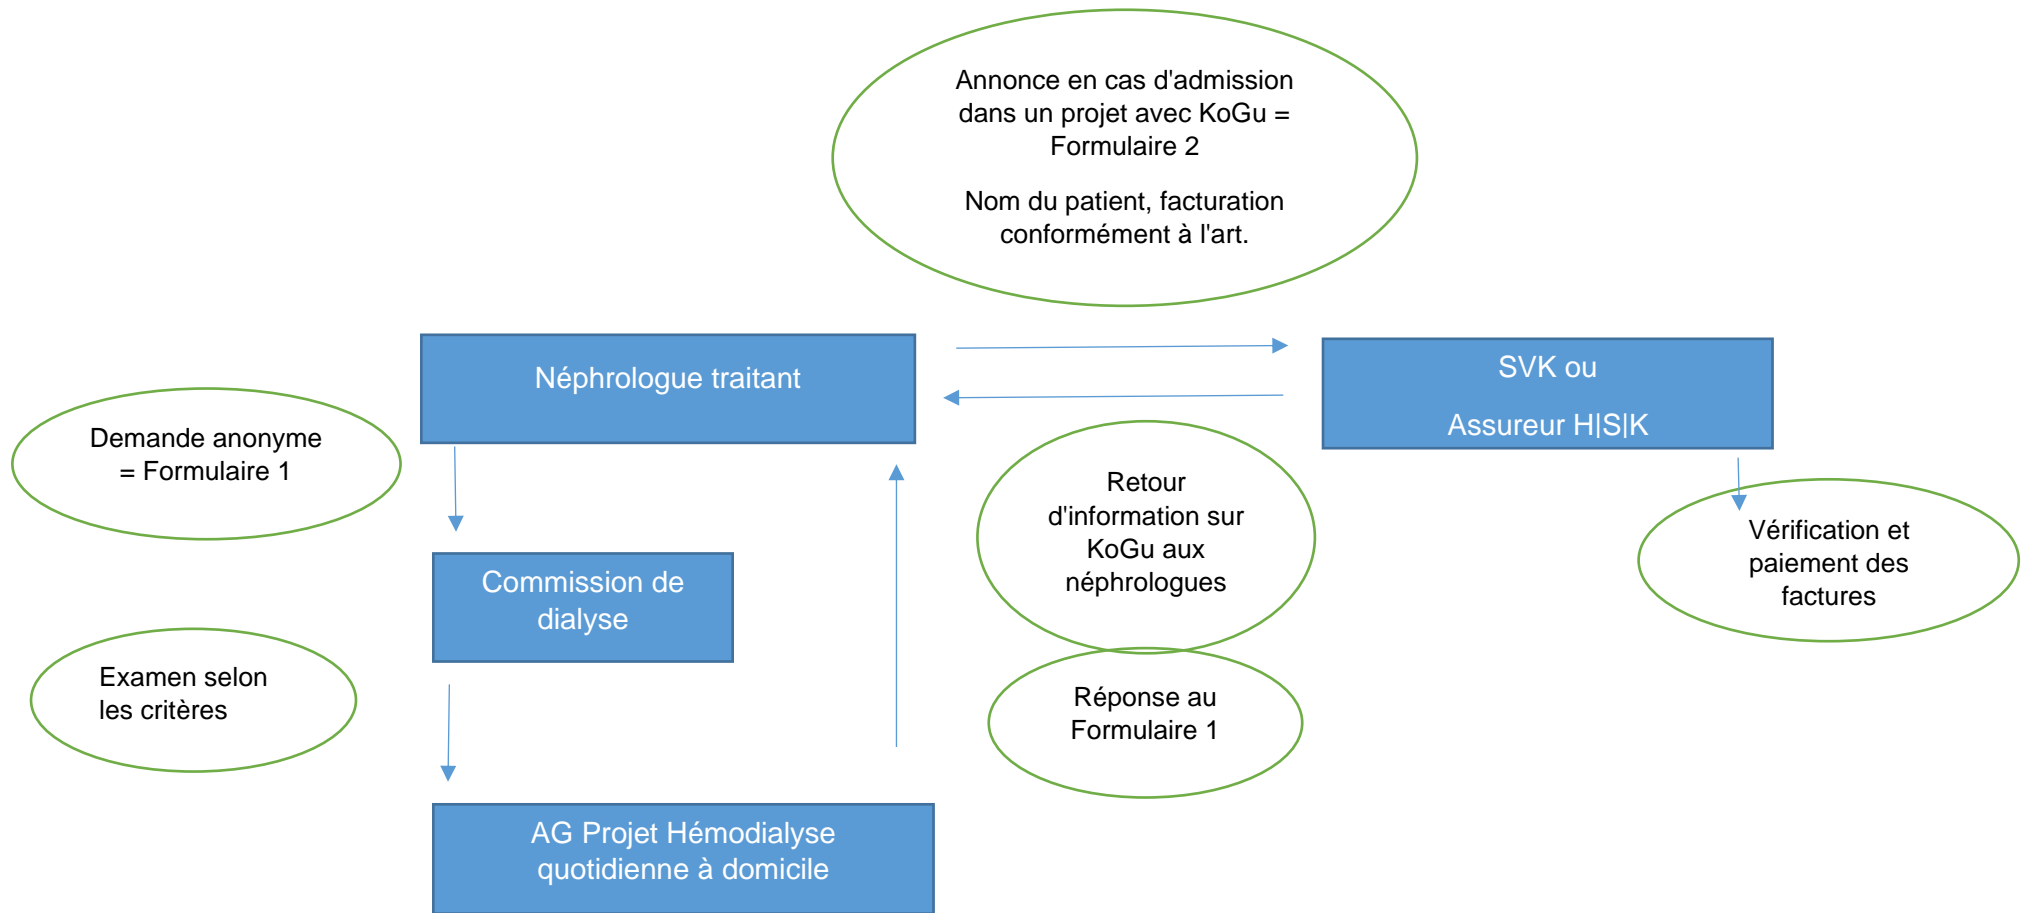 Annonce en cas d'admission
dans un projet avec KoGu =
Formulaire 2
Nom du patient, facturation
conformément à l'art.
Néphrologue traitant
SVK ou
Assureur H|S|K
Demande anonyme
= Formulaire 1
Retour
d'information sur
KoGu aux
néphrologues
Vérification et
paiement des
factures
Commission de
dialyse
Examen selon
les critères
Réponse au
Formulaire 1
AG Projet Hémodialyse
quotidienne à domicile